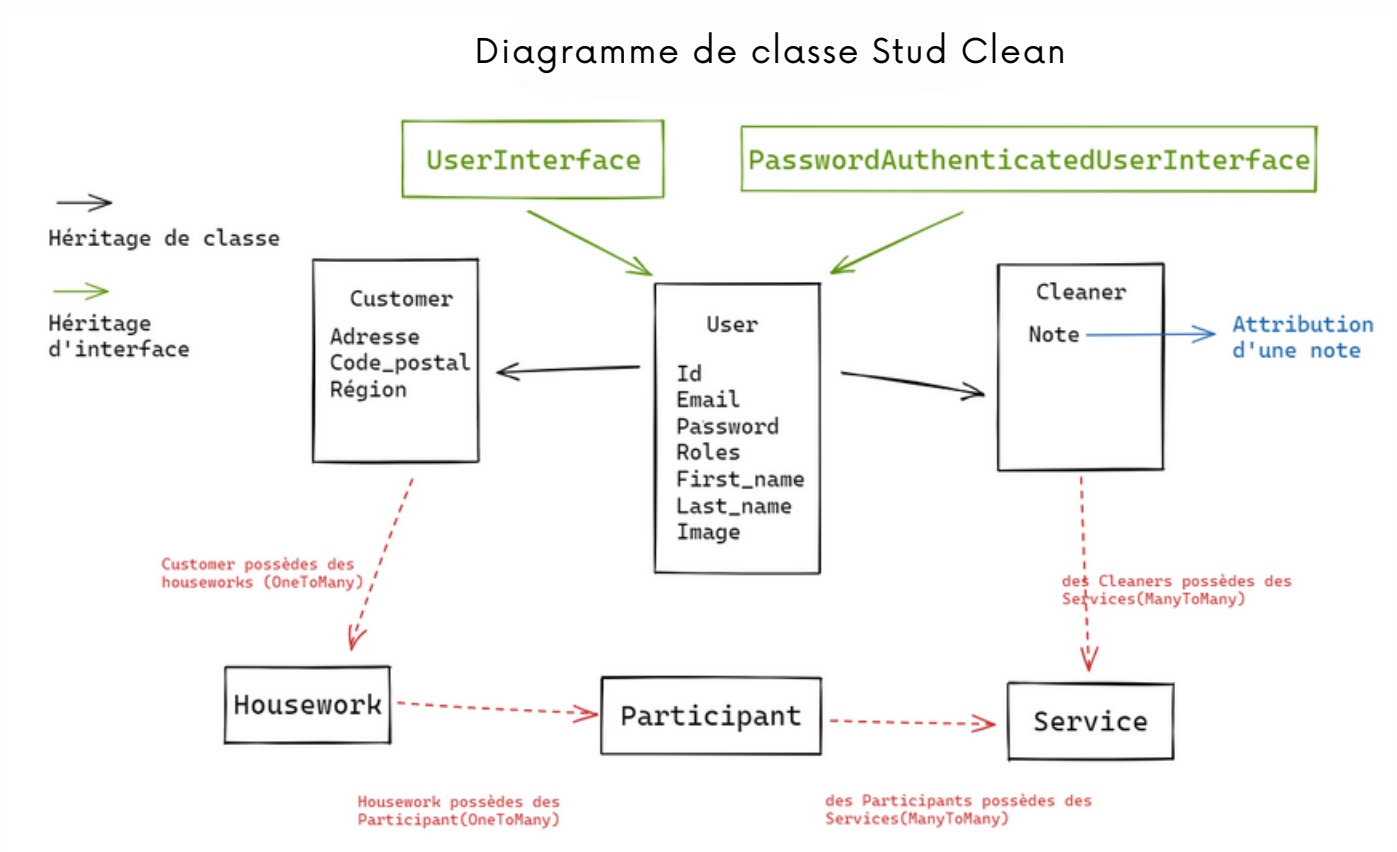 Diagramme de classe Stud Clean
UserInterface
PasswordAuthenticatedUserInterface
Héritage de classe
Héritage
d'interface
Customer
Adresse
Code_postal
Région
User
Id
Email
Password
Roles
First_name
Last_name
Image
Cleaner
Note
Attribution
d'une note
Customer possèdes des
houseworks (OneToMany)
des Cleaners possèdes des
Services(ManyToMany)
Housework
Participant
Service
Housework possèdes des
Participant(OneToMany)
des Participants possèdes des
Services(ManyToMany)